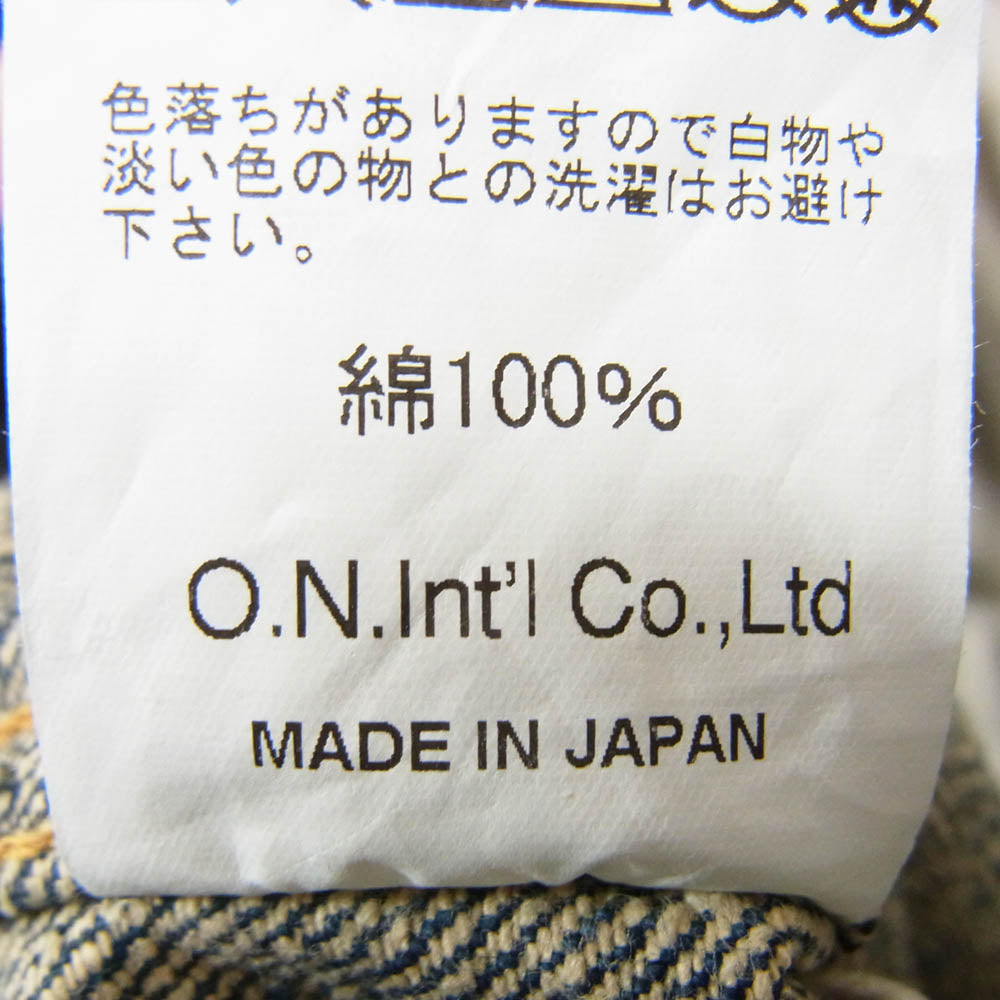 色落ちがありますので白物や
淡い色の物との洗濯はお避け
下さい。
綿100%
O.N.Int'l Co.,Ltd
MADE IN JAPAN